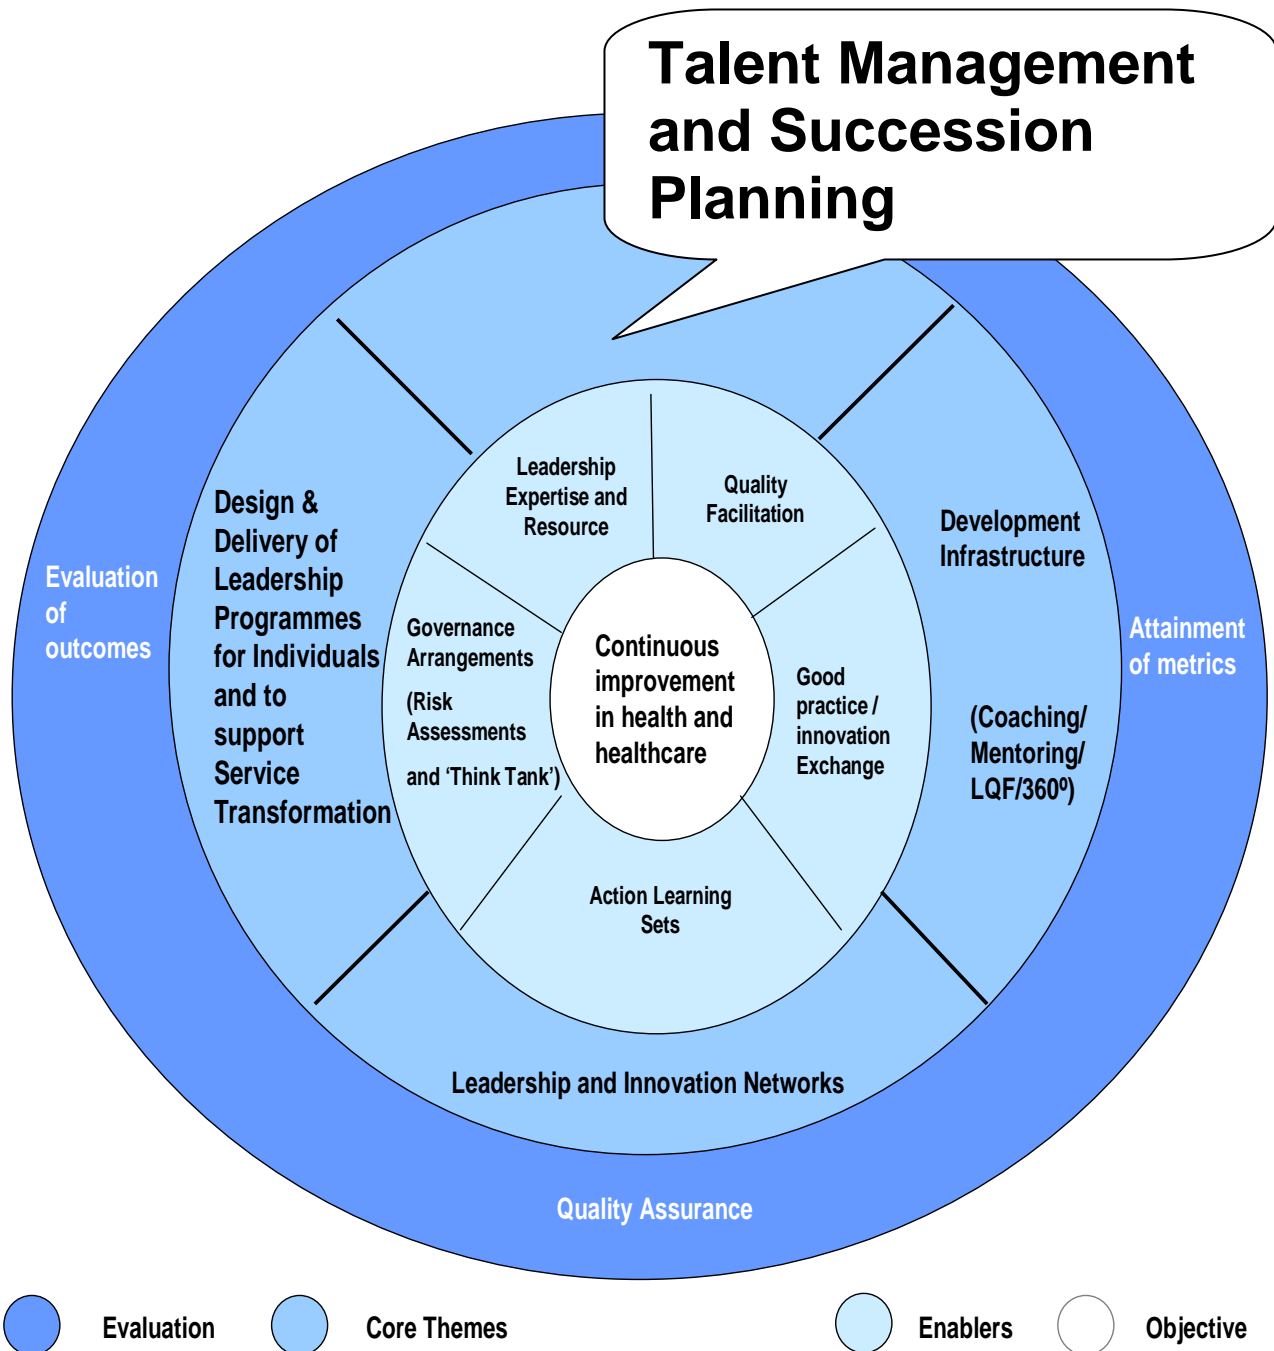 Talent Management
and Succession
Planning
Leadership
Expertise and
Resource
Quality
Facilitation
Design &
Delivery of
Leadership
Programmes
for Individuals
and to
support
Service
Transformation
Development
Infrastructure
(Coaching/
Mentoring/
LQF/360º)
Evaluation
of
outcomes
Governance
Arrangements
(Risk
Assessments
and ‘Think Tank’)
Continuous
improvement
in health and
healthcare
Good
practice /
innovation
Exchange
Attainment
of metrics
Action Learning
Sets
Leadership and Innovation Networks
Quality Assurance
Evaluation
Core Themes
Enablers
Objective